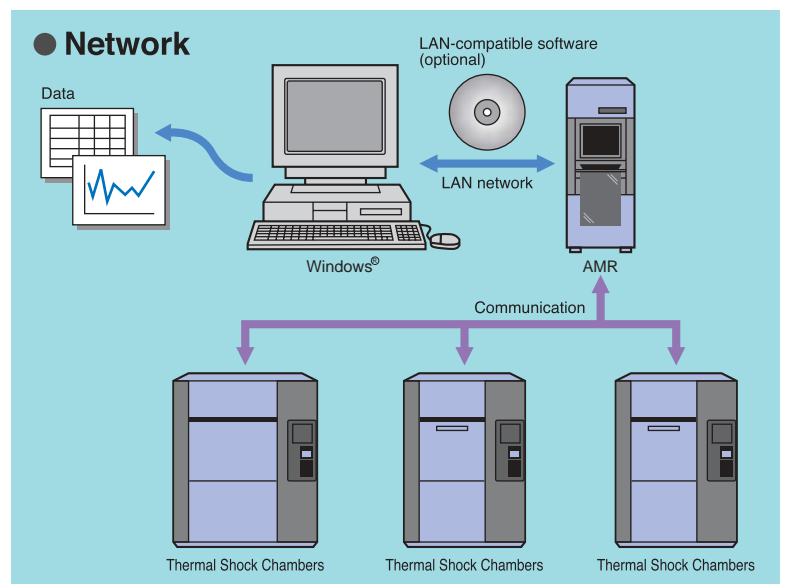 ● Network
LAN-compatible software
(optional)
Data
LAN network
Windows®
AMR
Communication
Thermal Shock Chambers
Thermal Shock Chambers
Thermal Shock Chambers